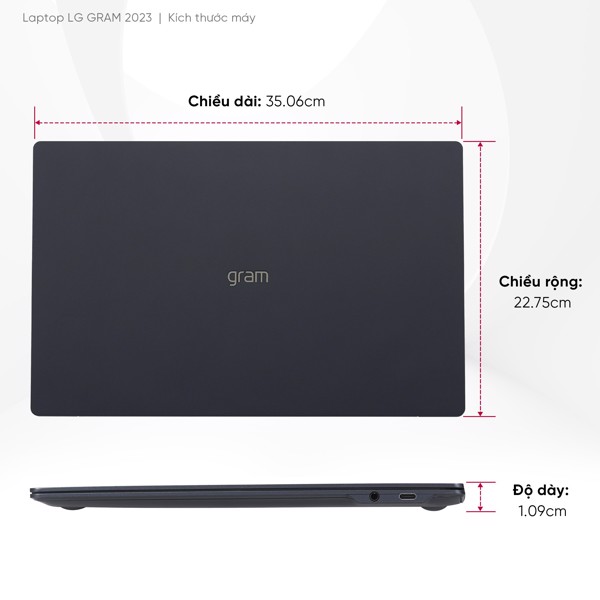 Laptop LG GRAM 2023 | Kích thước máy
Chiều dài: 35.06cm
gram
Chiều rộng:
22.75cm
Độ dày:
1.09cm